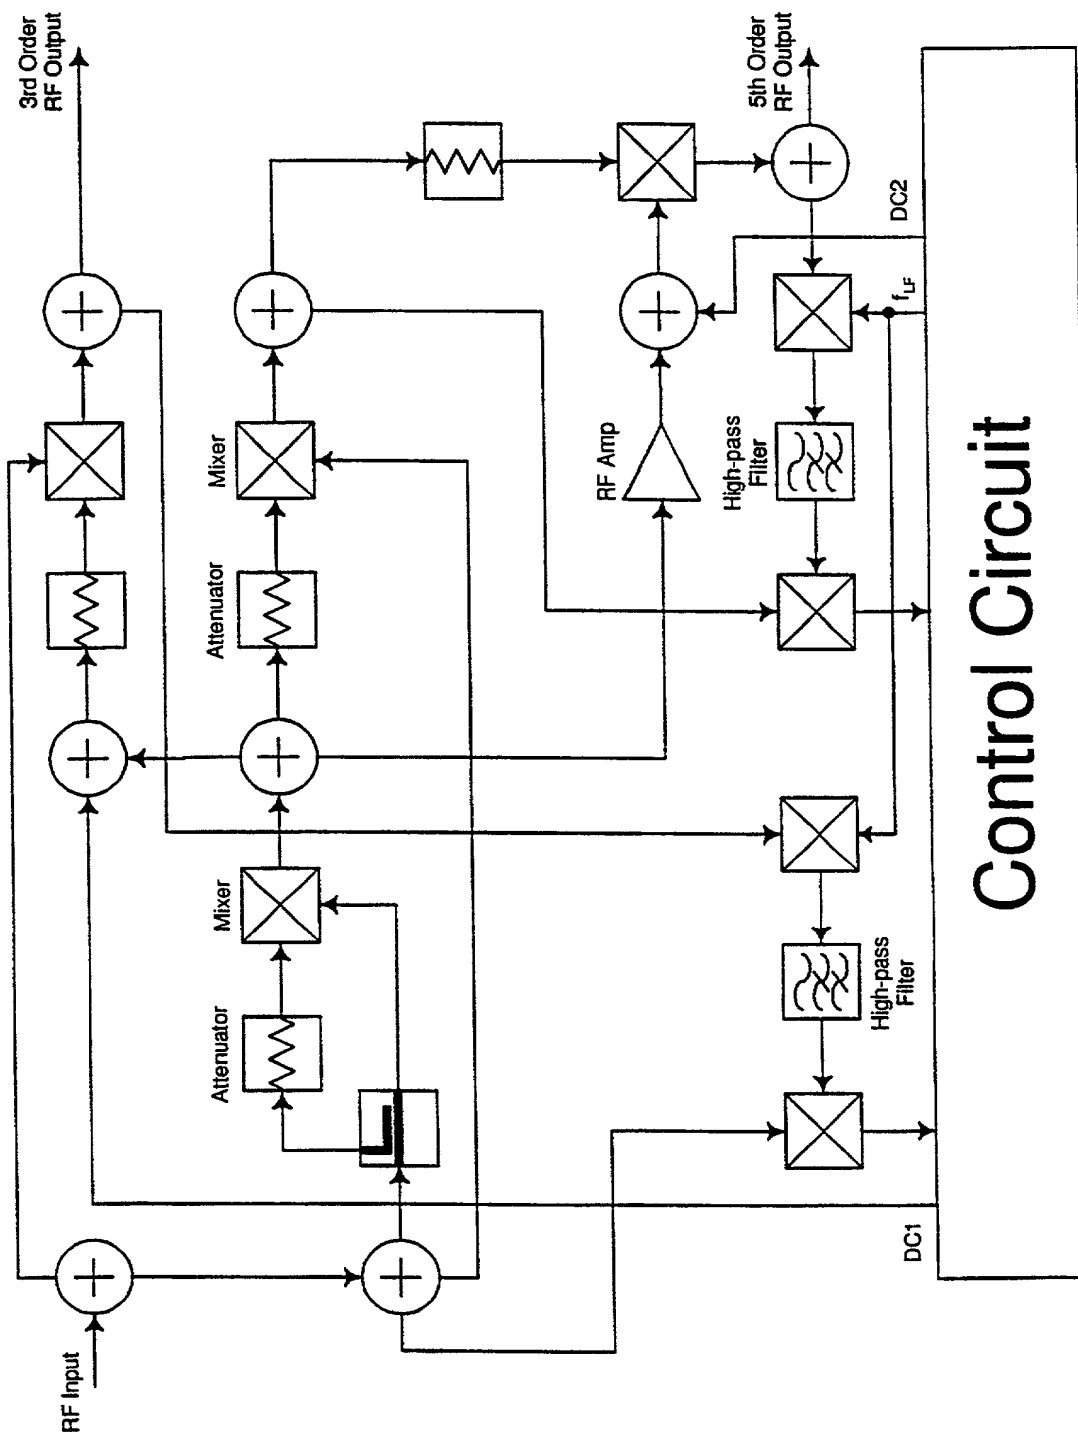 3rd Order
RF Output
5th Order
RF Output
DC2
f_LF
Mixer
RF Amp
High-pass
Filter
Attenuator
Mixer
Attenuator
High-pass
Filter
RF Input
DC1
Control Circuit